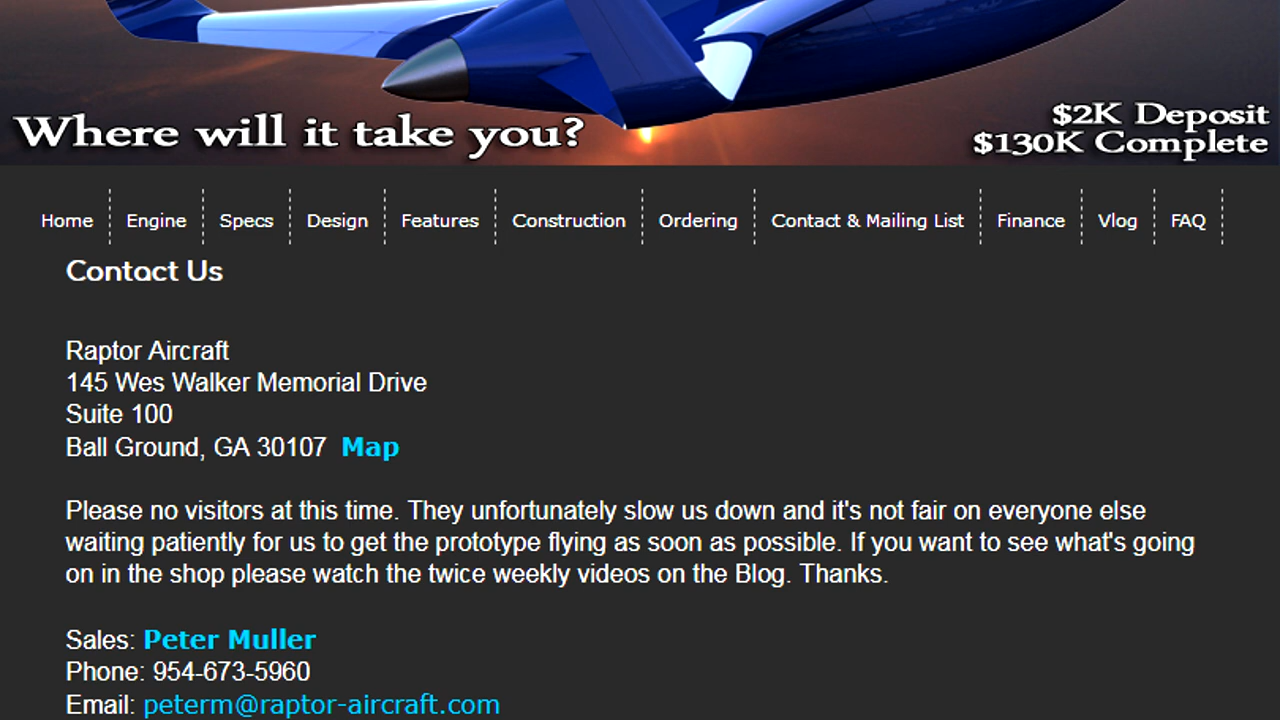 Where will it take you?
$2K Deposit
$130K Complete
Home Engine Specs Design Features Construction Ordering Contact & Mailing List Finance Vlog FAQ
Contact Us
Raptor Aircraft
145 Wes Walker Memorial Drive
Suite 100
Ball Ground, GA 30107 Map
Please no visitors at this time. They unfortunately slow us down and it's not fair on everyone else
waiting patiently for us to get the prototype flying as soon as possible. If you want to see what's going
on in the shop please watch the twice weekly videos on the Blog. Thanks.
Sales: Peter Muller
Phone: 954-673-5960
Email: peterm@raptor-aircraft.com